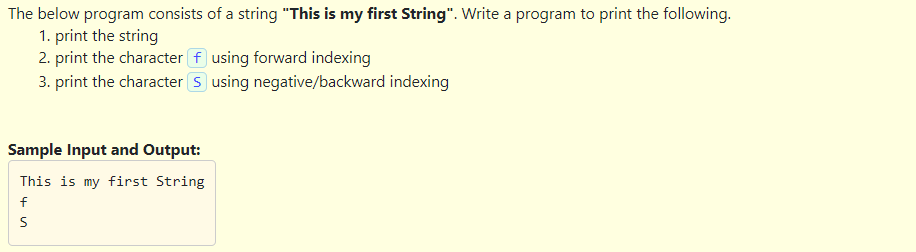 The below program consists of a string "This is my first String". Write a program to print the following.
1. print the string
2. print the character f using forward indexing
3. print the character S using negative/backward indexing
Sample Input and Output:
This is my first String
f
S